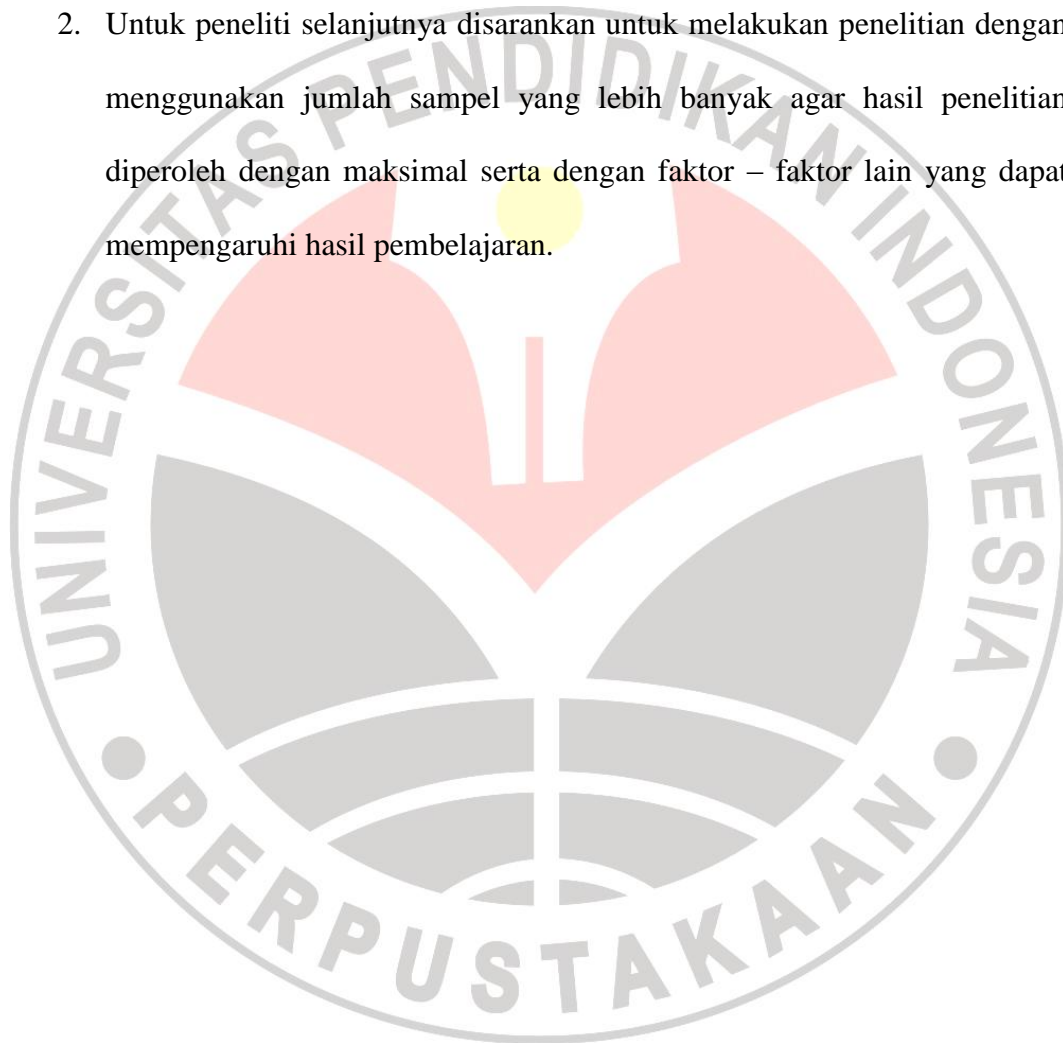 2. Untuk peneliti selanjutnya disarankan untuk melakukan penelitian dengan
menggunakan jumlah sampel yang lebih banyak agar hasil penelitian
diperoleh dengan maksimal serta dengan faktor – faktor lain yang dapat
mempengaruhi hasil pembelajaran.
UNIVERSITAS PENDIDIKAN INDONESIA
PERPUSTAKAAN